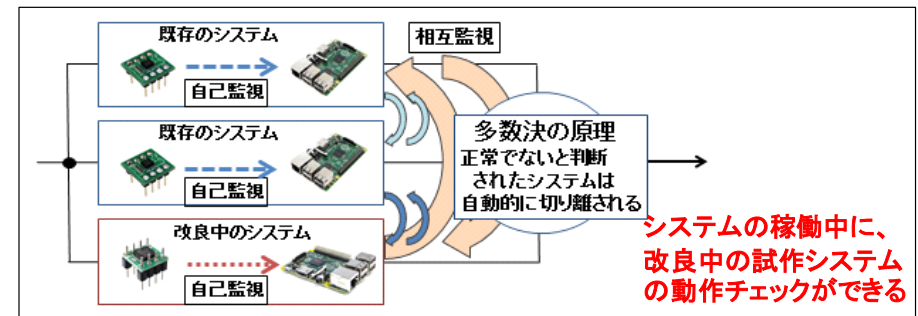 既存のシステム
自己監視
既存のシステム
自己監視
改良中のシステム
自己監視
相互監視
多数決の原理
正常でないと判断
されたシステムは
自動的に切り離される
システムの稼働中に、
改良中の試作システム
の動作チェックができる